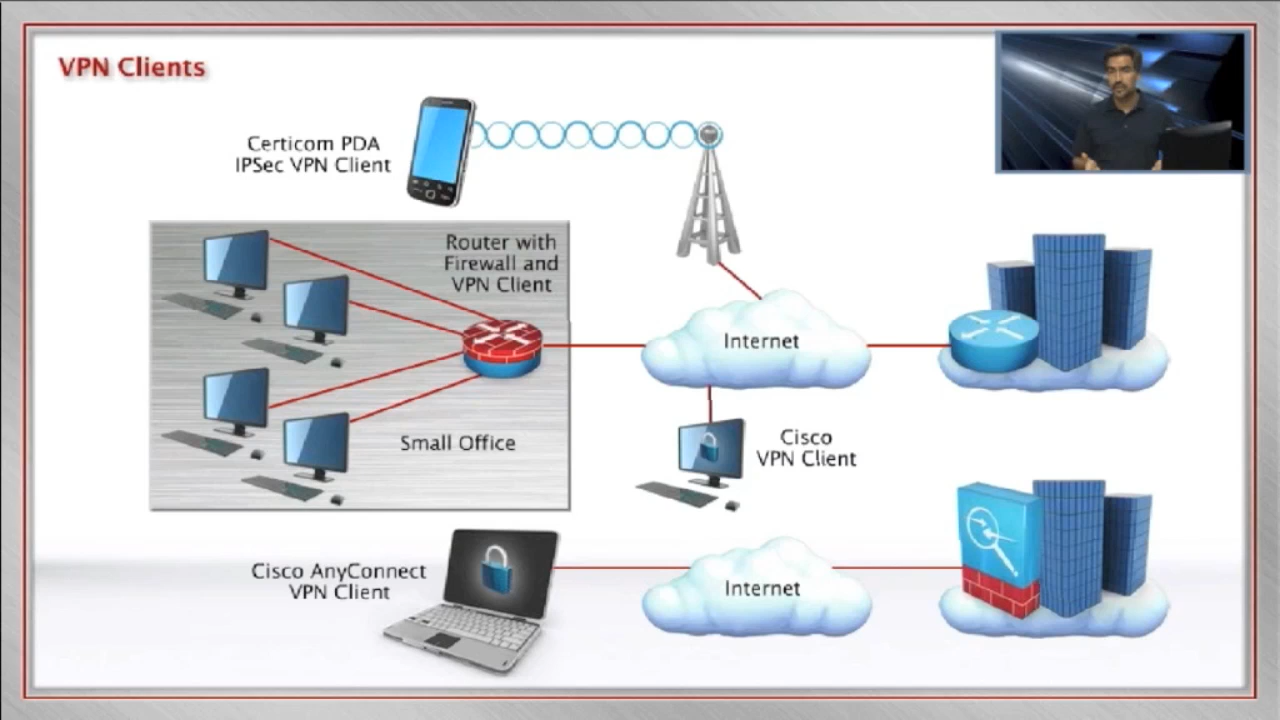 VPN Clients
Certicom PDA
IPSec VPN Client
Router with
Firewall and
VPN Client
Small Office
Internet
Cisco
VPN Client
Cisco AnyConnect
VPN Client
Internet